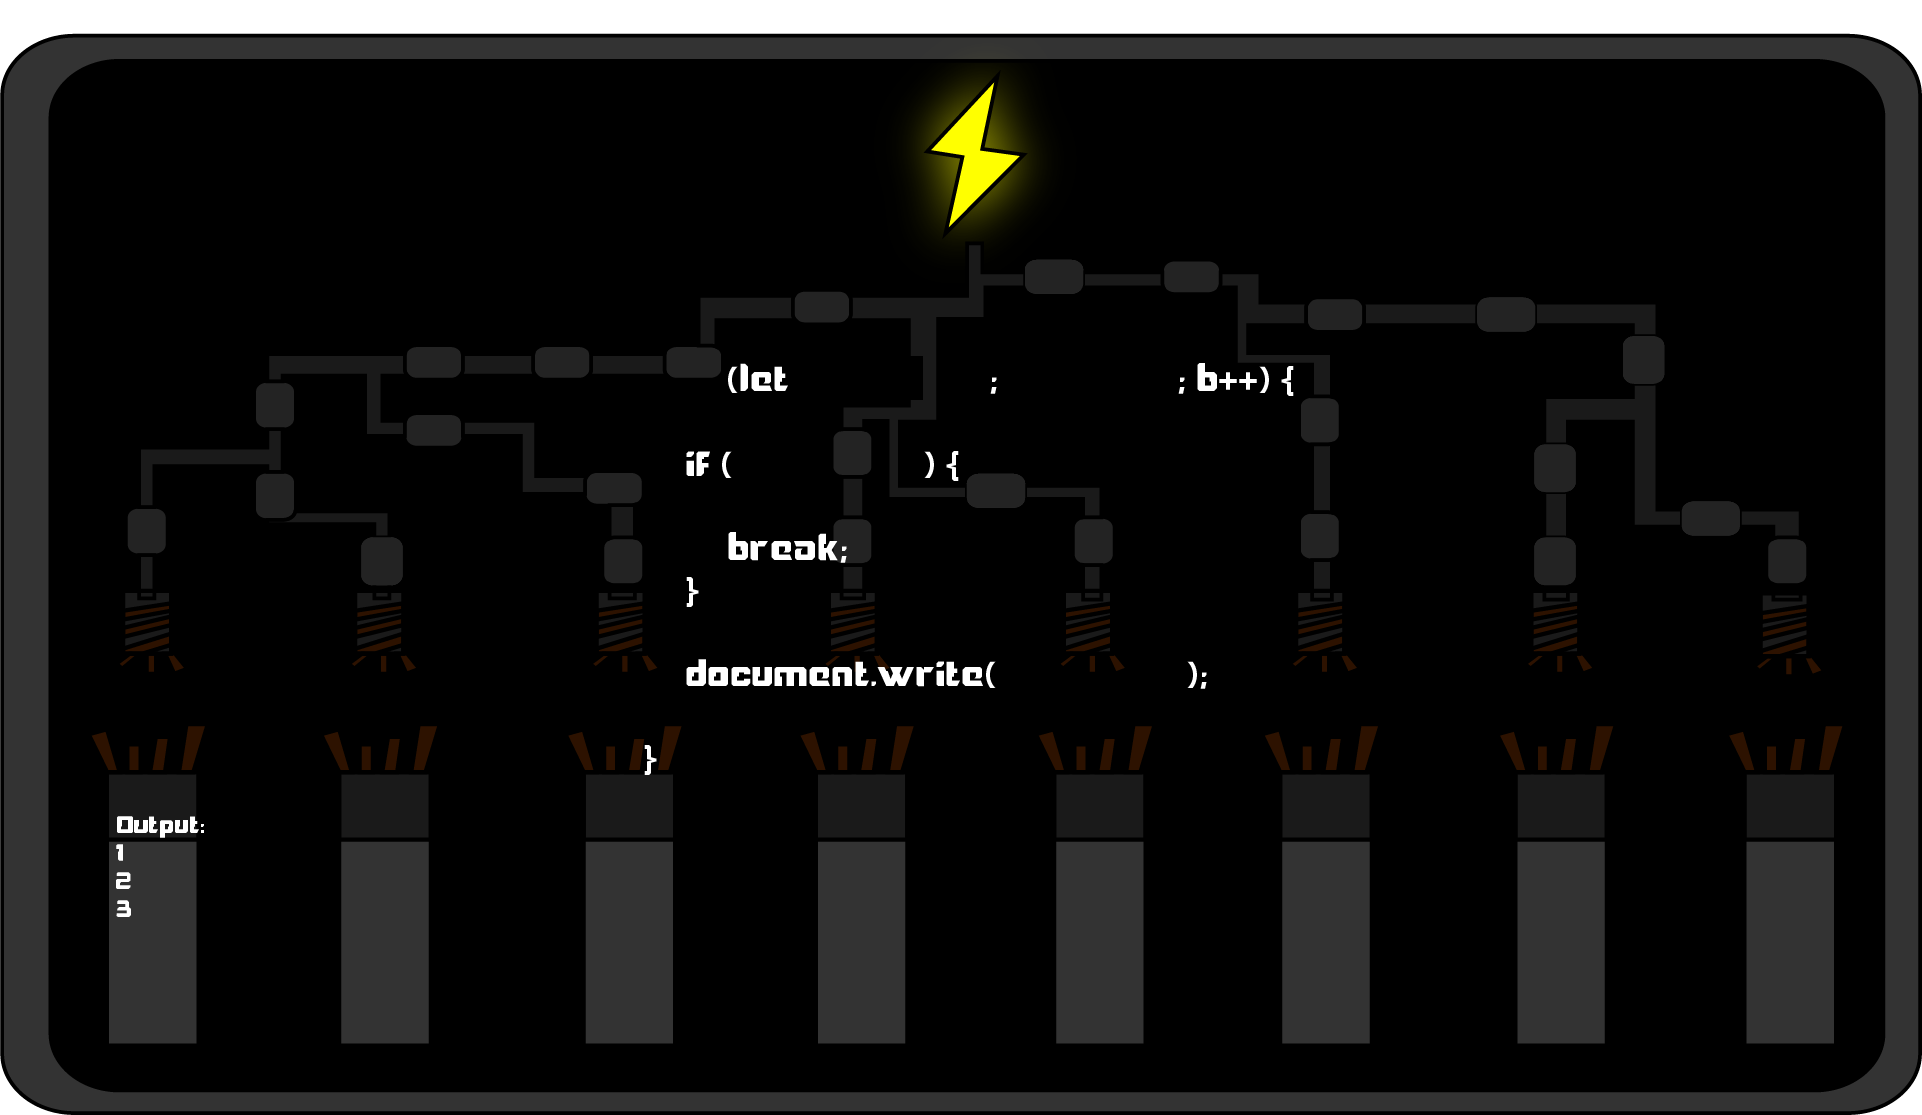 (let ; ; b++) {
if ( ) {
break;
}
document.write( );
}
Output:
1
2
3